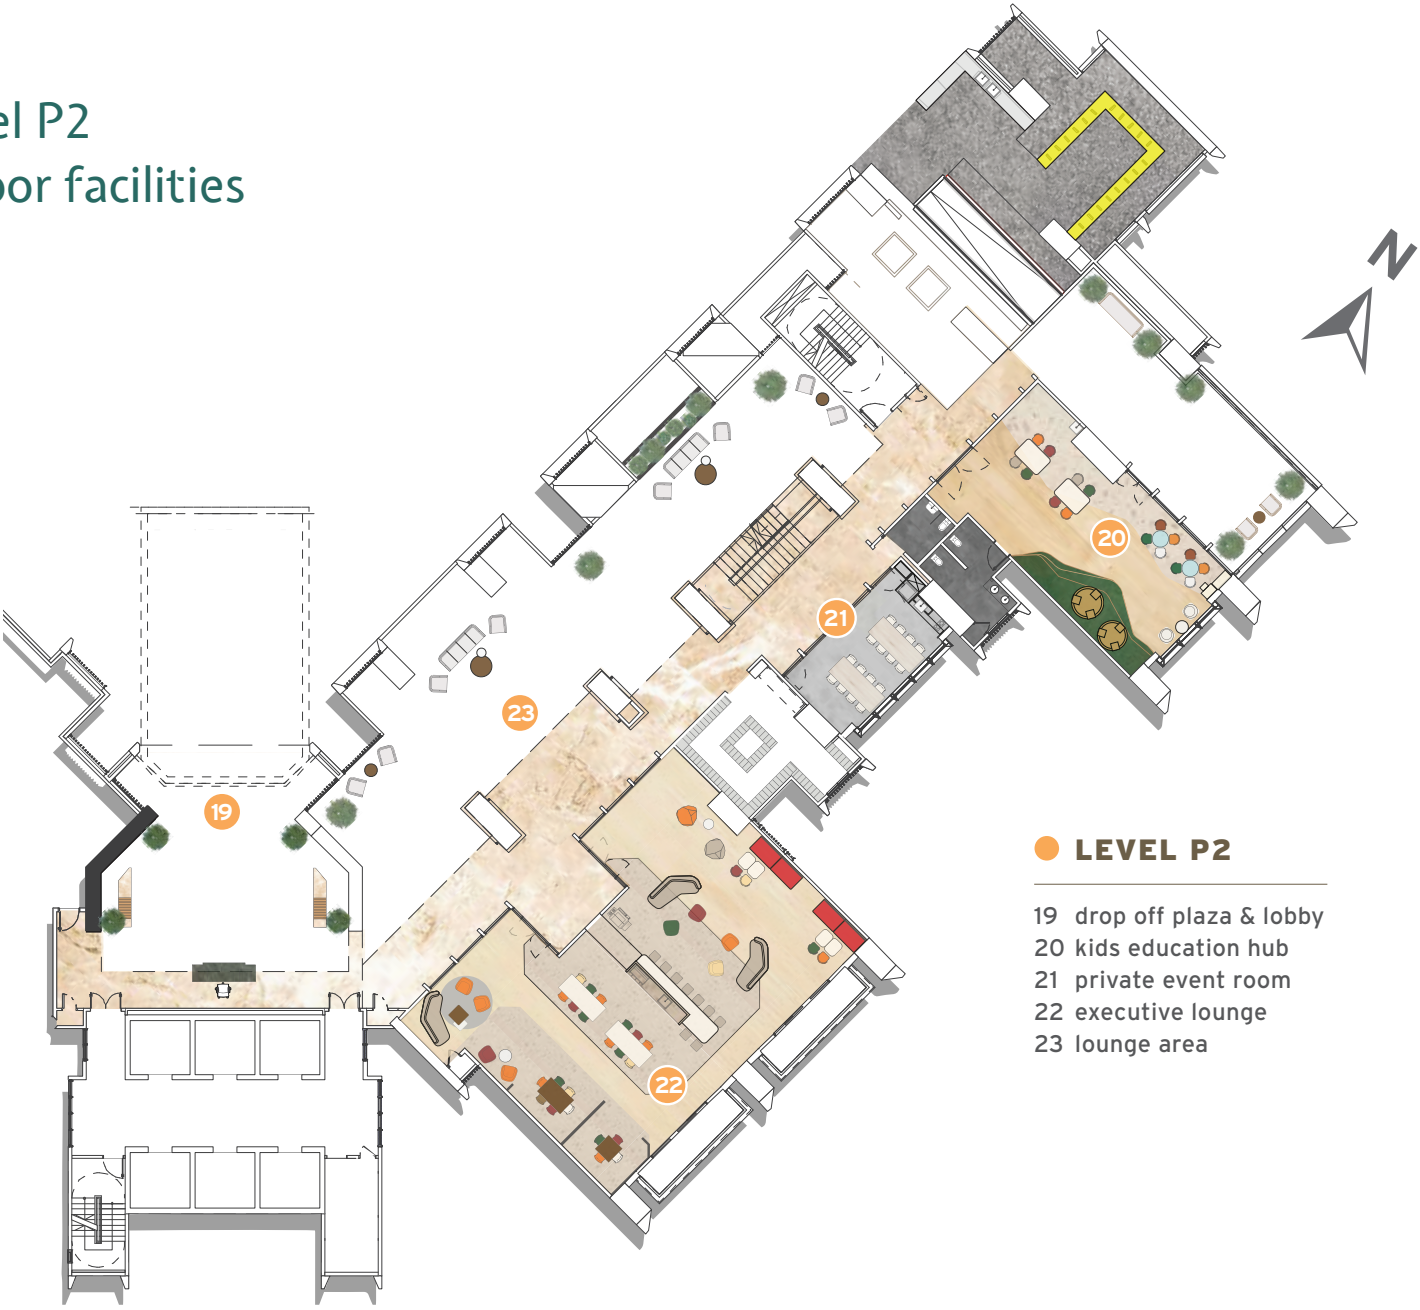 el P2
oor facilities
N
20
21
23
19
22
LEVEL P2
19 drop off plaza & lobby
20 kids education hub
21 private event room
22 executive lounge
23 lounge area